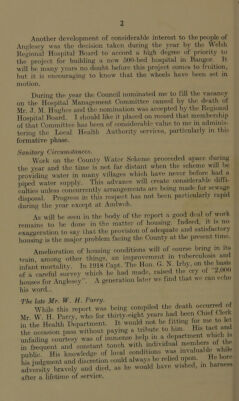 2
Another development of considerable interest to the people of
Anglesey was the decision taken during the year by the Welsh
Regional Hospital Board to accord a high degree of priority to
the project for building a new 500-bed hospital in Bangor. It
will be many years no doubt before this project comes to fruition,
but it is encouraging to know that the wheels have been set in
motion.
During the year the Council nominated me to fill the vacancy
on the Hospital Management Committee caused by the death of
Mr. J. M. Hughes and the nomination was accepted by the Regional
Hospital Board. I should like it placed on record that membership
of that Committee has been of considerable value to me in adminis-
tering the Local Health Authority services, particularly in this
formative phase.
Sanitary Circumstances.
Work on the County Water Scheme proceeded apace during
the year and the time is not far distant when the scheme will be
providing water in many villages which have never before had a
piped water supply. This advance will create considerable diffi-
culties unless concurrently arrangements are being made for sewage
disposal. Progress in this respect has not been particularly rapid
during the year except at Amlwch.
As will be seen in the body of the report a good deal of work
remains to be done in the matter of housing. Indeed, it is no
exaggeration to say that the provision of adequate and satisfactory
housing is the major problem facing the County at the present time.
Amelioration of housing conditions will of course bring in its
train, among other things, an improvement in tuberculosis and
infant mortality. In 1918 Capt. The Hon. G. N. Irby, on the basis
of a careful survey which he had made, raised the cry of "2,000
houses for Anglesey". A generation later we find that we can echo
his word.
The late Mr. W. H. Parry.
While this report was being compiled the death occurred of
Mr. W. H. Parry, who for thirty-eight years had been Chief Clerk
in the Health Department. It would not be fitting for me to let
the occasion pass without paying a tribute to him. His tact and
unfailing courtesy was of immense help in a department which is
in frequent and constant touch with individual members of the
public. His knowledge of local conditions was invaluable while
his judgment and discretion could always be relied upon. He bore
adversity bravely and died, as he would have wished, in harness
after a lifetime of service.